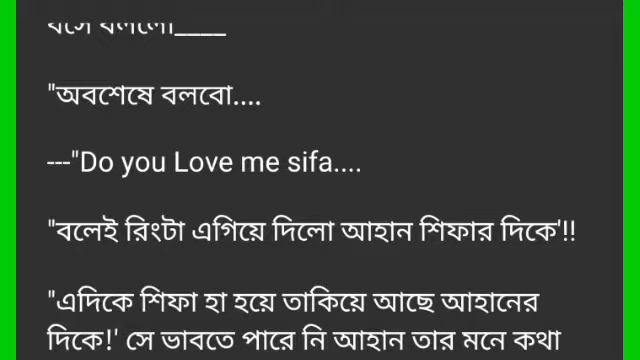 "অবশেষে বলবো....
---"Do you Love me sifa....
"বলেই রিংটা এগিয়ে দিলো আহান শিফার দিকে'!!
"এদিকে শিফা হা হয়ে তাকিয়ে আছে আহানের
দিকে!' সে ভাবতে পারে নি আহান তার মনে কথা